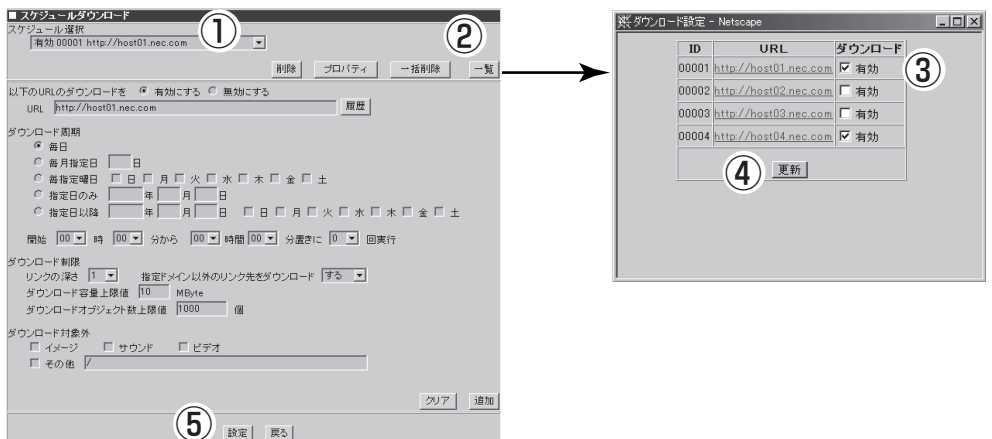 ■ スケジュールダウンロード
スケジュール選択
有効 00001 http://host01.nec.com
①
②
削除 プロパティ 一括削除 一覧
以下のURLのダウンロードを 有効にする 無効にする
URL http://host01.nec.com 履歴
ダウンロード周期
毎日
毎月指定日 日
毎指定曜日 日 月 火 水 木 金 土
指定日のみ 年 月 日
指定日以降 年 月 日 日 月 火 水 木 金 土
開始 00 時 00 分から 00 時間 00 分置きに 0 回実行
ダウンロード制限
リンクの深さ 1 指定ドメイン以外のリンク先をダウンロード する
ダウンロード容量上限値 10 MByte
ダウンロードオブジェクト数上限値 1000 個
ダウンロード対象外
イメージ サウンド ビデオ
その他 /
クリア 追加
⑤
設定 戻る
ダウンロード設定 - Netscape
ID URL ダウンロード
00001 http://host01.nec.com 有効
③
00002 http://host02.nec.com 有効
00003 http://host03.nec.com 有効
00004 http://host04.nec.com 有効
④
更新